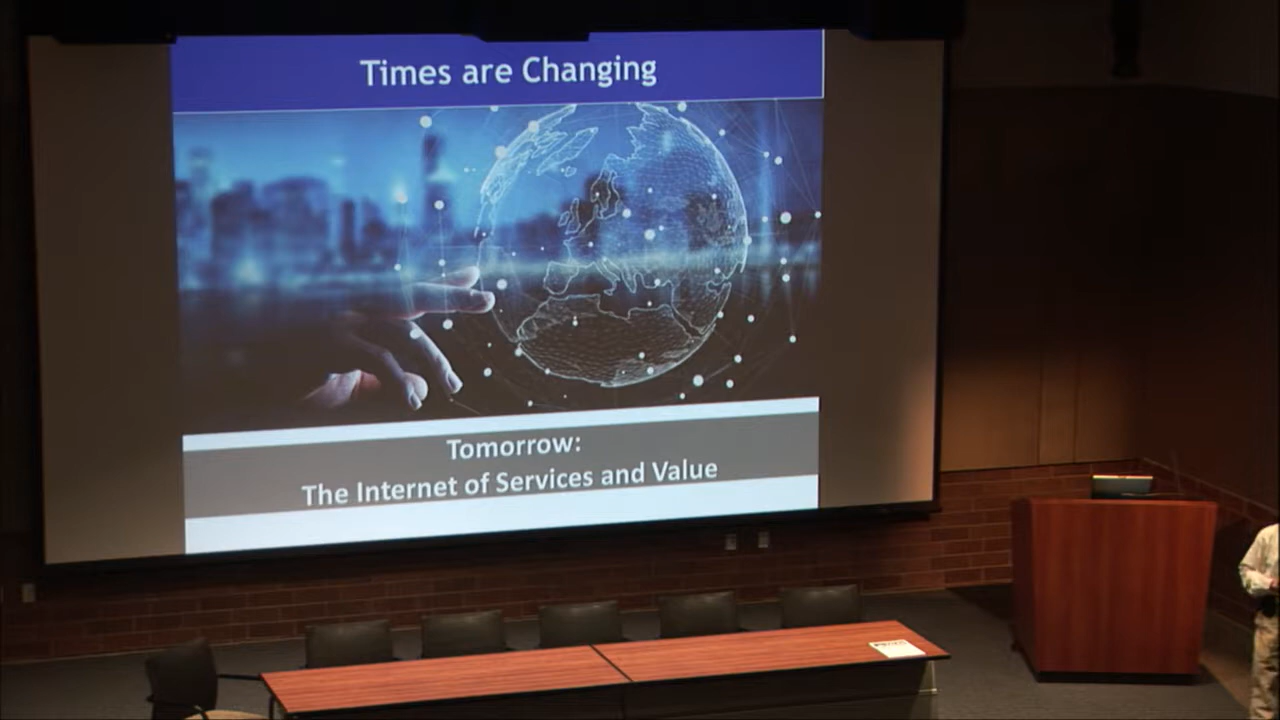 Times are Changing
Tomorrow:
The Internet of Services and Value